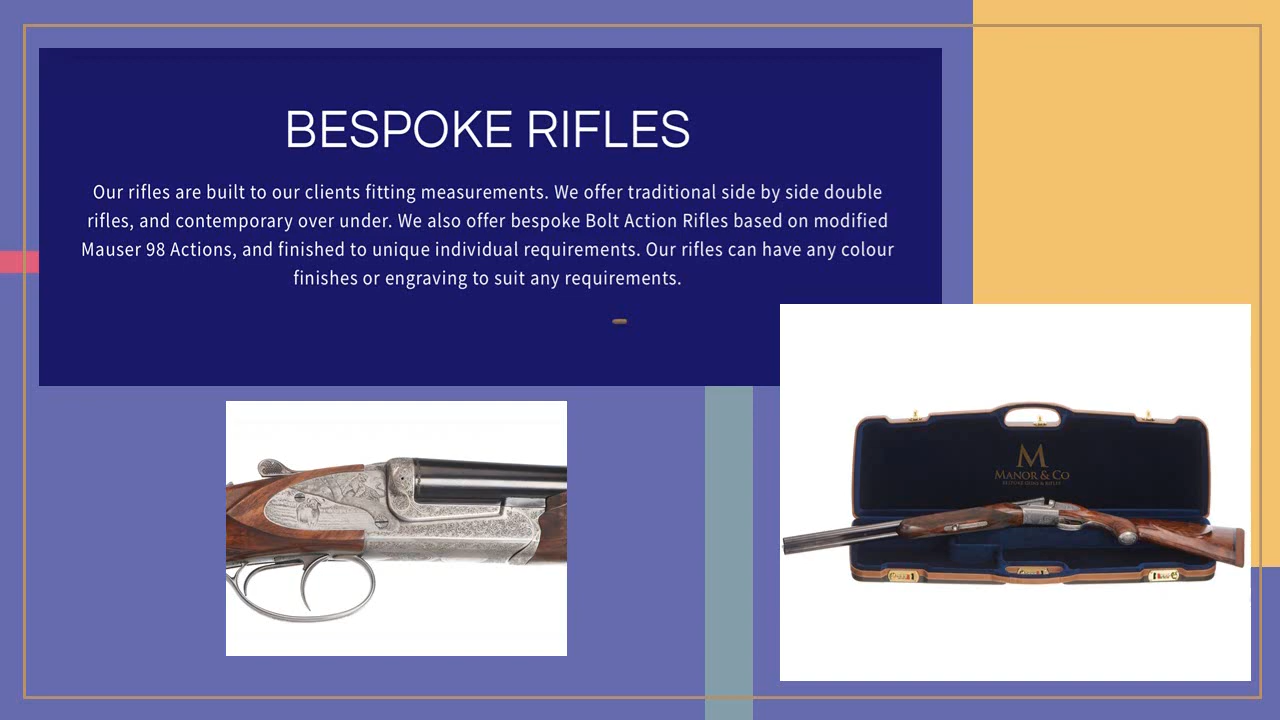 BESPOKE RIFLES
Our rifles are built to our clients fitting measurements. We offer traditional side by side double
rifles, and contemporary over under. We also offer bespoke Bolt Action Rifles based on modified
Mauser 98 Actions, and finished to unique individual requirements. Our rifles can have any colour
finishes or engraving to suit any requirements.
M
MANOR & CO
BESPOKE GUNS & RIFLES